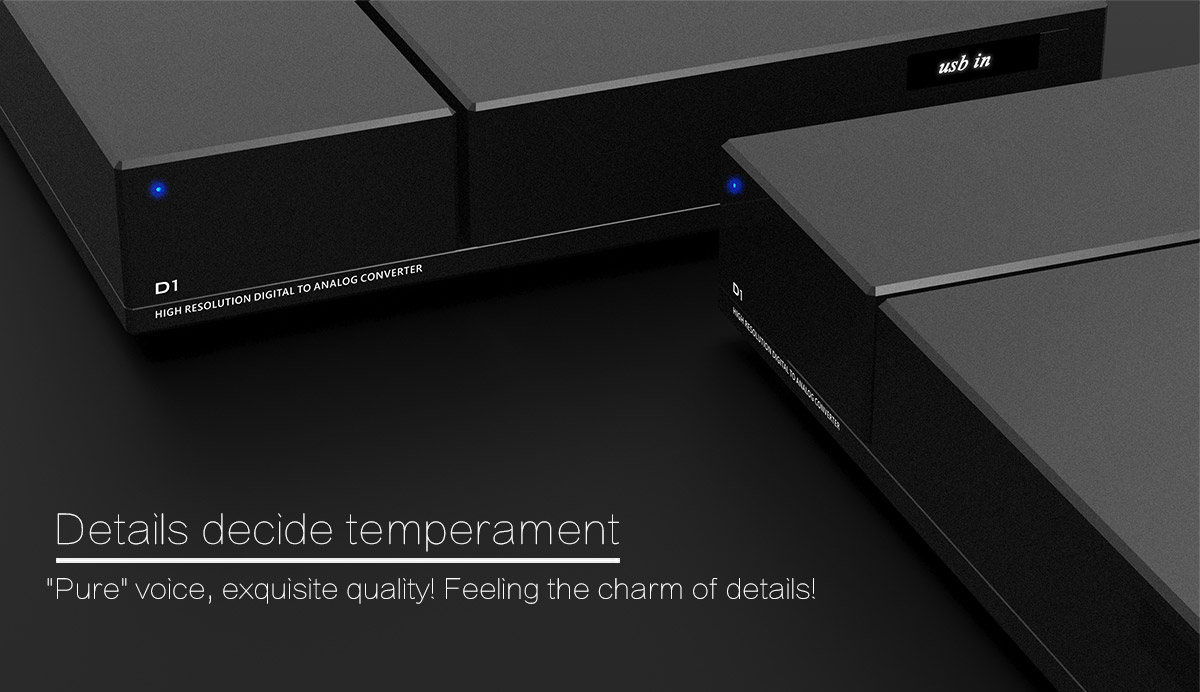 usb in
D1
HIGH RESOLUTION DIGITAL TO ANALOG CONVERTER
D1
HIGH RESOLUTION DIGITAL TO ANALOG CONVERTER
Details decide temperament
"Pure" voice, exquisite quality! Feeling the charm of details!